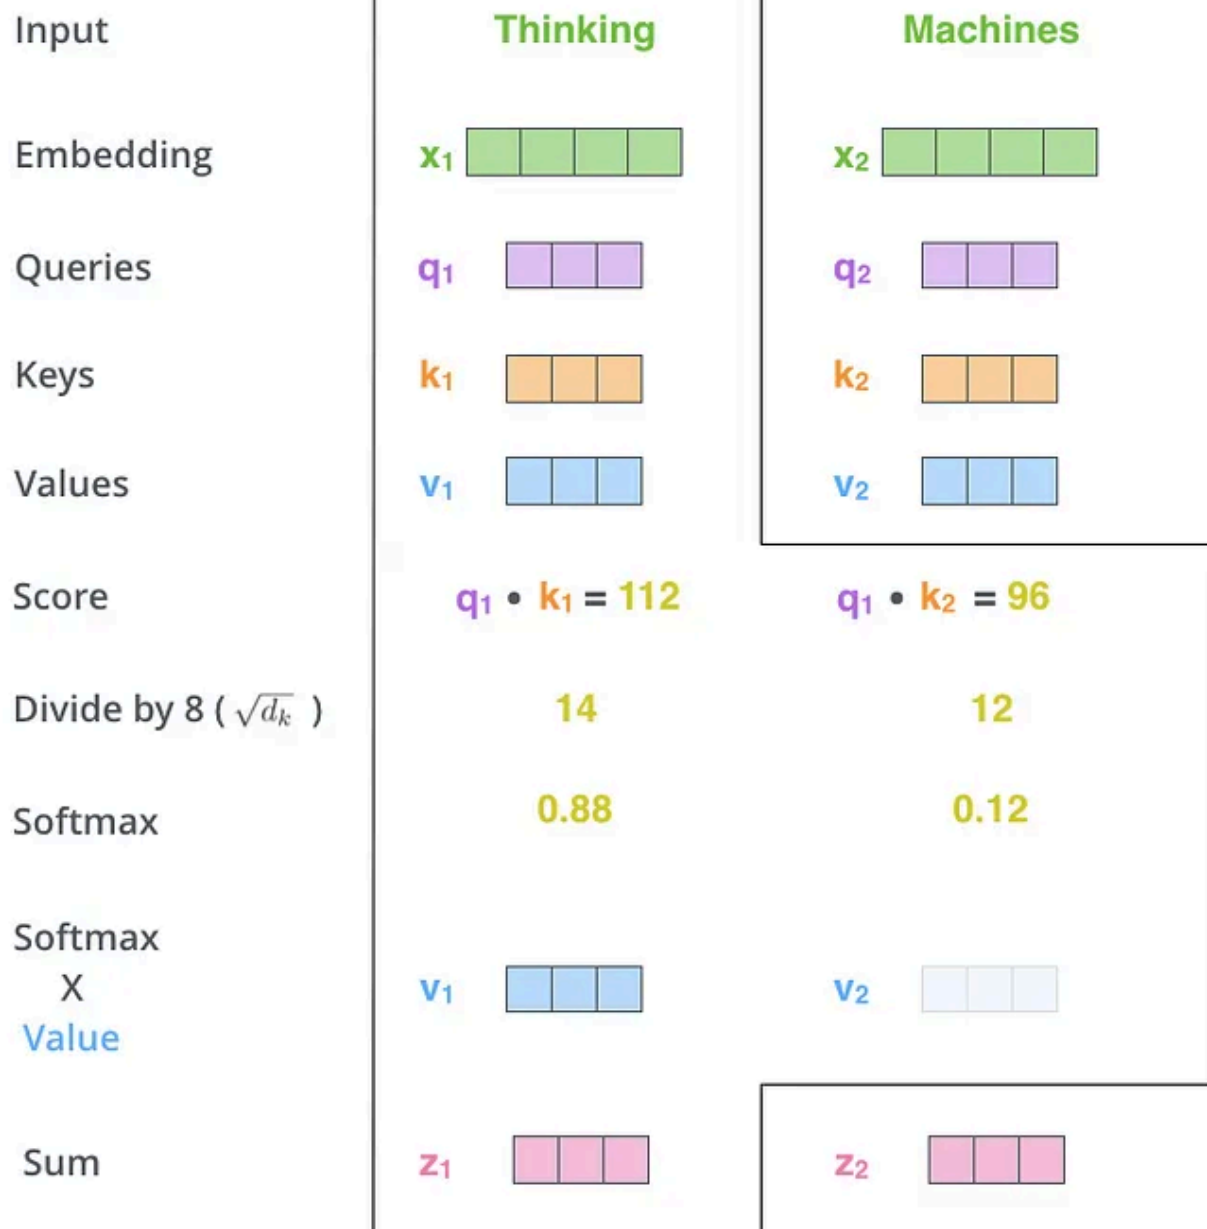 Input Thinking Machines
Embedding x₁ x₂
Queries q₁ q₂
Keys k₁ k₂
Values v₁ v₂
Score q₁ • k₁ = 112 q₁ • k₂ = 96
Divide by 8 ( √dₖ ) 14 12
Softmax 0.88 0.12
Softmax
X v₁ v₂
Value
Sum z₁ z₂